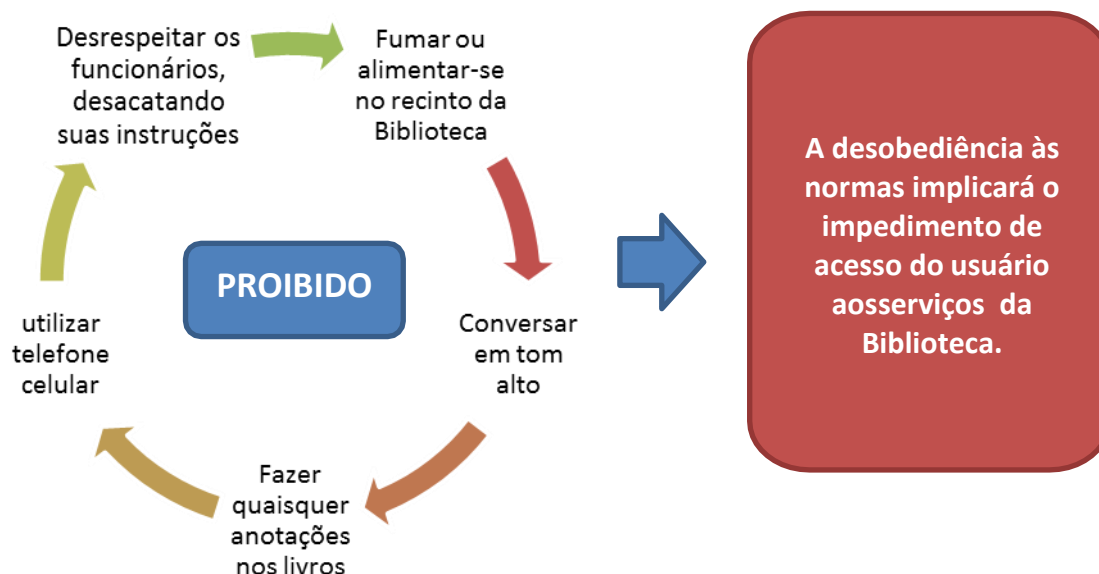 Desrespeitar os
funcionários,
desacatando
suas instruções
Fumar ou
alimentar-se
no recinto da
Biblioteca
Conversar
em tom
alto
Fazer
quaisquer
anotações
nos livros
utilizar
telefone
celular
PROIBIDO
A desobediência às
normas implicará o
impedimento de
acesso do usuário
aosserviços da
Biblioteca.